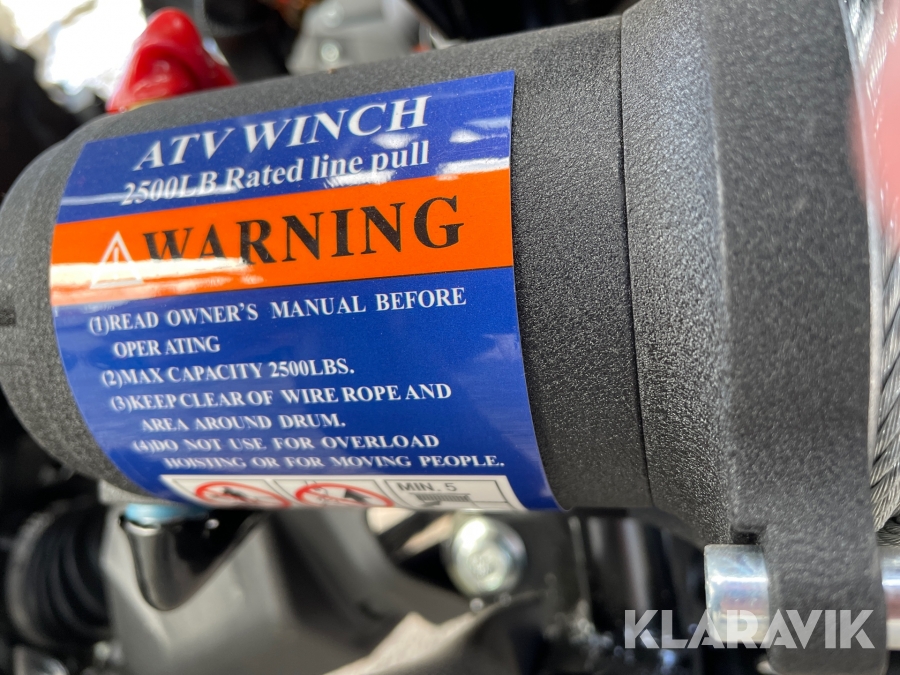 ATV WINCH
2500LB Rated line pull
WARNING
(1)READ OWNER'S MANUAL BEFORE
OPERATING
(2)MAX CAPACITY 2500LBS.
(3)KEEP CLEAR OF WIRE ROPE AND
AREA AROUND DRUM.
(4)DO NOT USE FOR OVERLOAD
HOISTING OR FOR MOVING PEOPLE.
MIN. 5
KLARAVIK